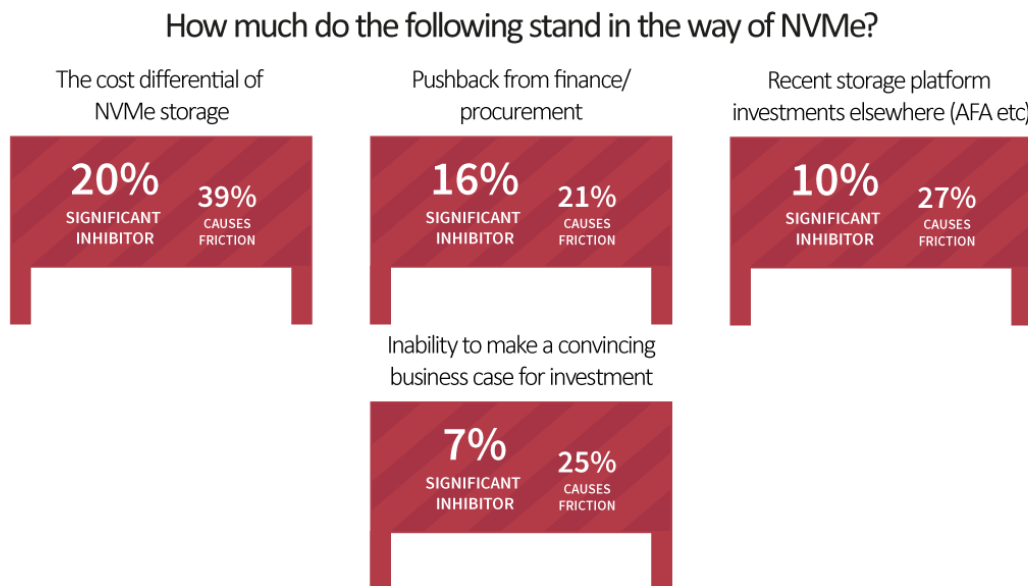 How much do the following stand in the way of NVMe?
The cost differential of
NVMe storage
20%
SIGNIFICANT
INHIBITOR
39%
CAUSES
FRICTION
Pushback from finance/
procurement
16%
SIGNIFICANT
INHIBITOR
21%
CAUSES
FRICTION
Recent storage platform
investments elsewhere (AFA etc)
10%
SIGNIFICANT
INHIBITOR
27%
CAUSES
FRICTION
Inability to make a convincing
business case for investment
7%
SIGNIFICANT
INHIBITOR
25%
CAUSES
FRICTION